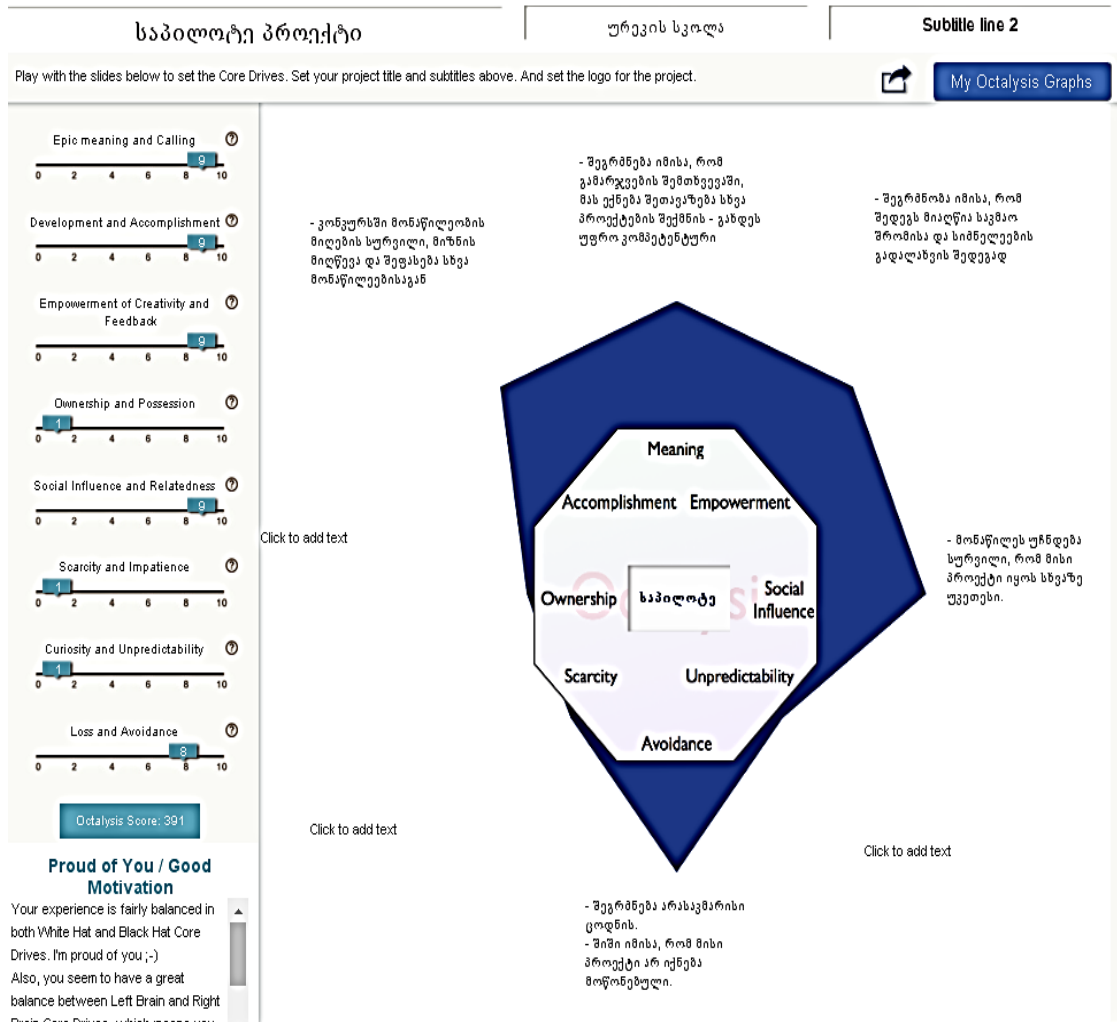 საპილოტე პროექტი
ურეკის სკოლა
Subtitle line 2
Play with the slides below to set the Core Drives. Set your project title and subtitles above. And set the logo for the project.
My Octalysis Graphs
Epic meaning and Calling
9
0 2 4 6 8 10
Development and Accomplishment
9
0 2 4 6 8 10
Empowerment of Creativity and
Feedback
9
0 2 4 6 8 10
Ownership and Possession
1
0 2 4 6 8 10
Social Influence and Relatedness
9
0 2 4 6 8 10
Scarcity and Impatience
1
0 2 4 6 8 10
Curiosity and Unpredictability
1
0 2 4 6 8 10
Loss and Avoidance
8
0 2 4 6 8 10
Octalysis Score: 391
Proud of You / Good
Motivation
Your experience is fairly balanced in
both White Hat and Black Hat Core
Drives. I'm proud of you ;-)
Also, you seem to have a great
balance between Left Brain and Right
Brain Core Drives, which means you
- კონკურსში მონაწილეობის
მიღების სურვილი, მიზნის
მიღწევა და შეფასება სხვა
მონაწილეებისაგან
- შეგრძნება იმისა, რომ
გამარჯვების შემთხვევაში,
მას ექნება შეთავაზება სხვა
პროექტების შექმნის - გახდეს
უფრო კომპეტენტური
- შეგრძნობა იმისა, რომ
შედეგს მიაღწია საკმაო
შრომისა და სიძნელეების
გადალახვის შედეგად
Click to add text
- მონაწილეს უჩნდება
სურვილი, რომ მისი
პროექტი იყოს სხვაზე
უკეთესი.
Meaning
Accomplishment Empowerment
Ownership
საპილოტე
Social
Influence
Scarcity
Unpredictability
Avoidance
Click to add text
Click to add text
- შეგრძნება არასაკმარისი
ცოდნის.
- შიში იმისა, რომ მისი
პროექტი არ იქნება
მოწონებული.